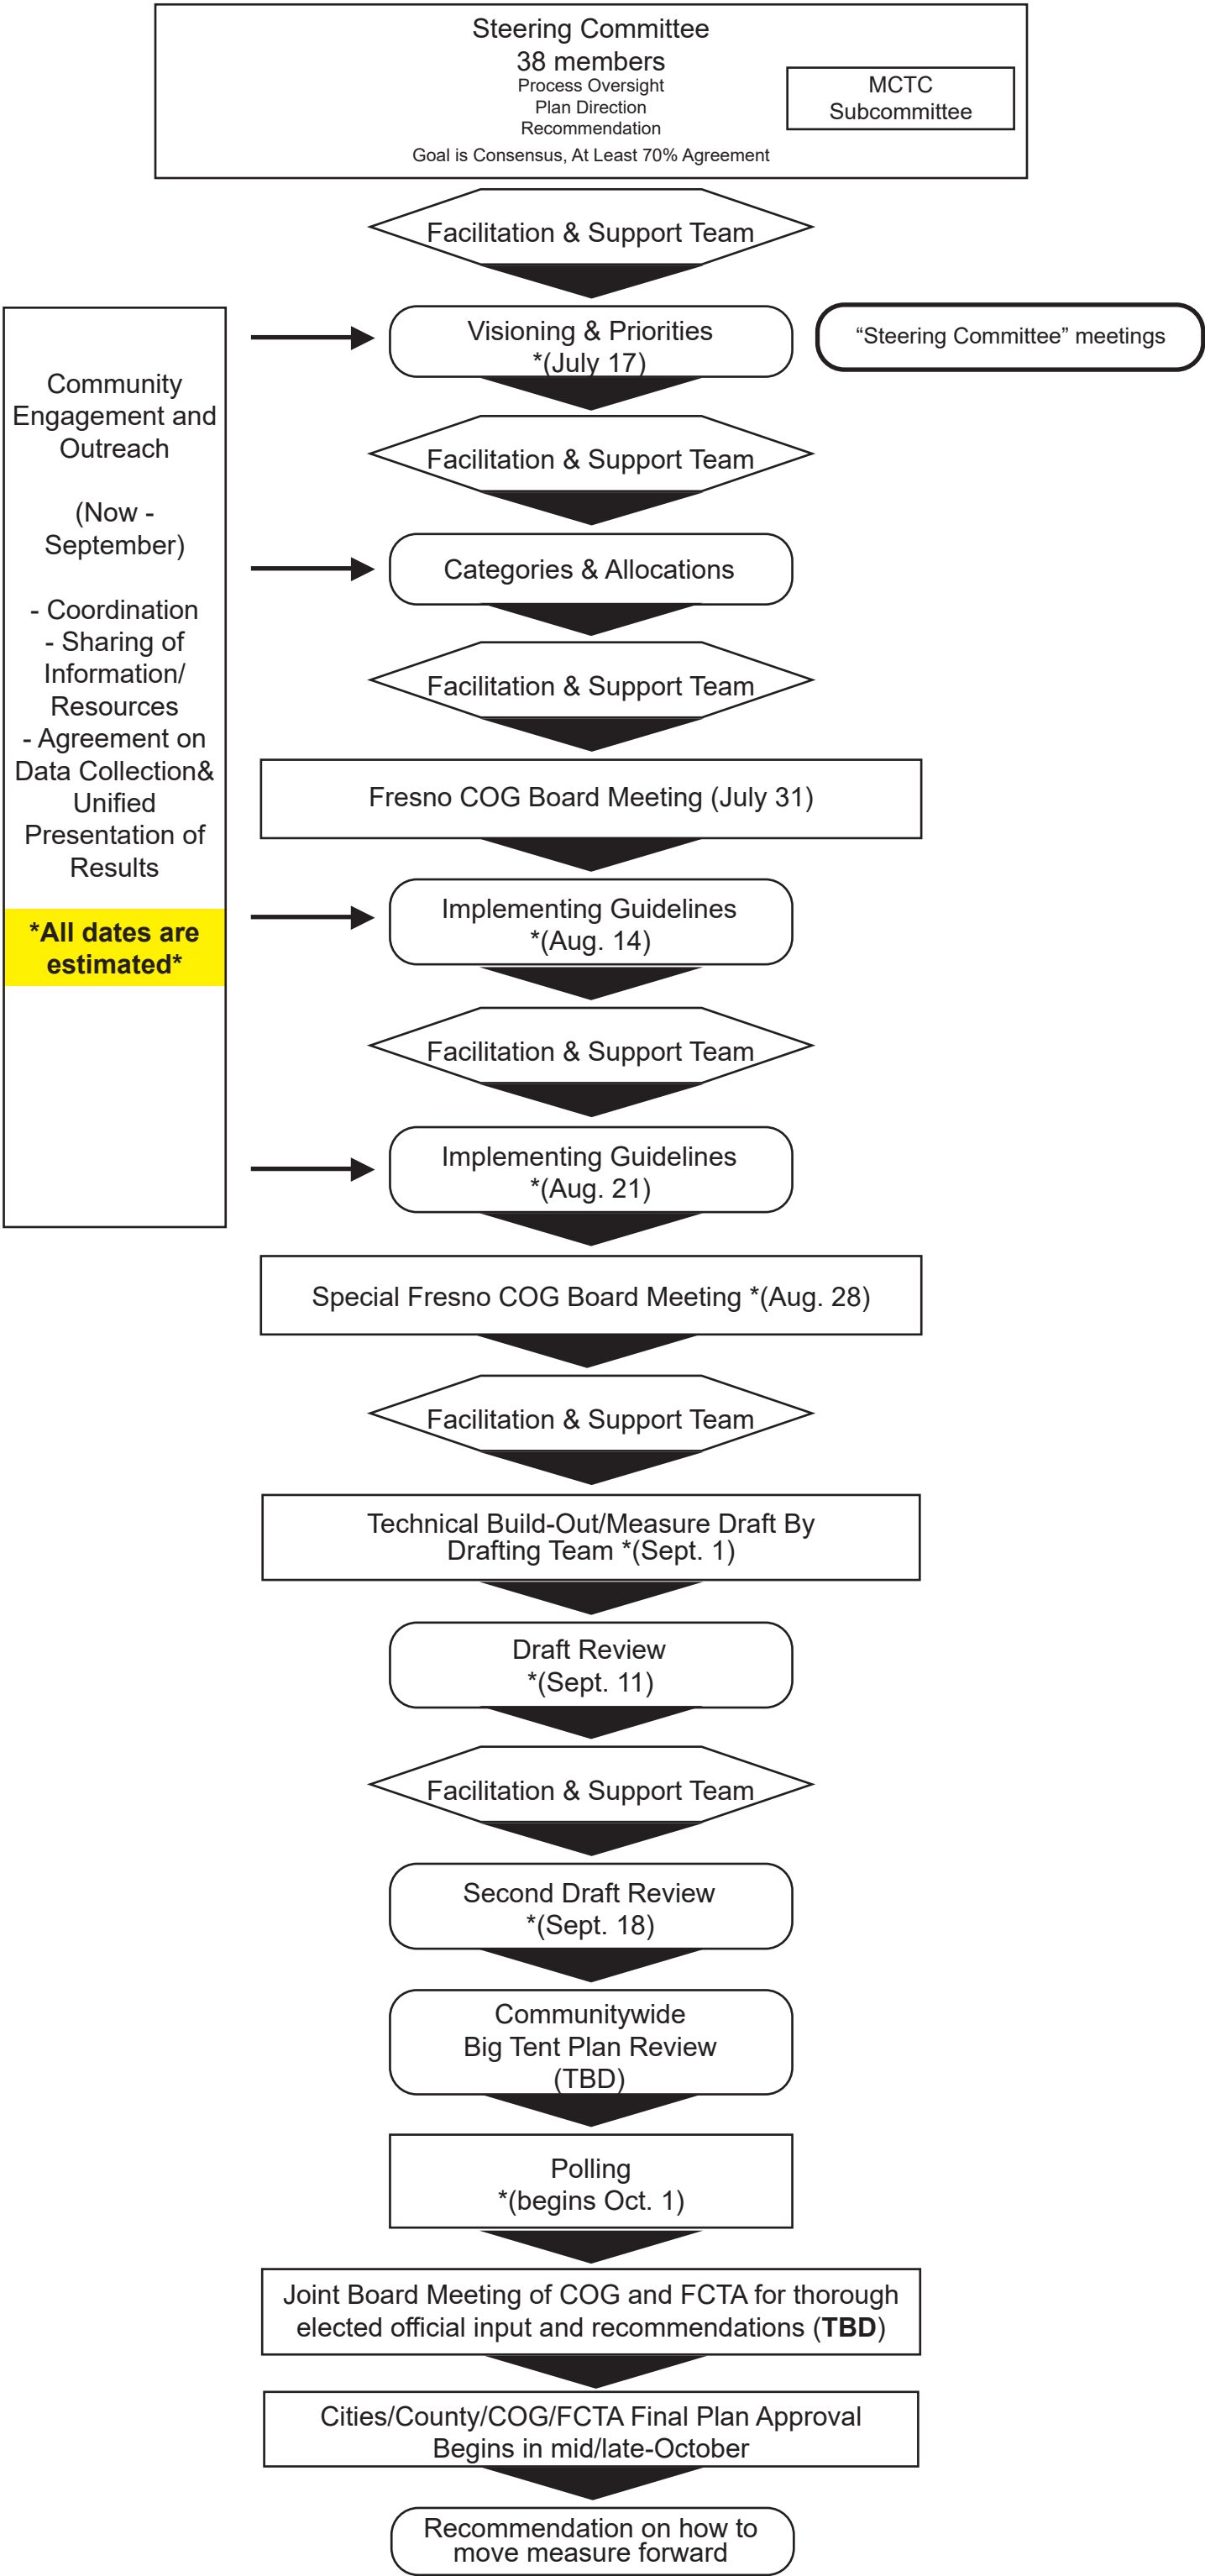 Steering Committee
38 members
Process Oversight
Plan Direction
Recommendation
Goal is Consensus, At Least 70% Agreement
MCTC
Subcommittee
Facilitation & Support Team
Visioning & Priorities
*(July 17)
“Steering Committee” meetings
Community
Engagement and
Outreach
(Now -
September)
- Coordination
- Sharing of
Information/
Resources
- Agreement on
Data Collection&
Unified
Presentation of
Results
*All dates are
estimated*
Facilitation & Support Team
Categories & Allocations
Facilitation & Support Team
Fresno COG Board Meeting (July 31)
Implementing Guidelines
*(Aug. 14)
Facilitation & Support Team
Implementing Guidelines
*(Aug. 21)
Special Fresno COG Board Meeting *(Aug. 28)
Facilitation & Support Team
Technical Build-Out/Measure Draft By
Drafting Team *(Sept. 1)
Draft Review
*(Sept. 11)
Facilitation & Support Team
Second Draft Review
*(Sept. 18)
Communitywide
Big Tent Plan Review
(TBD)
Polling
*(begins Oct. 1)
Joint Board Meeting of COG and FCTA for thorough
elected official input and recommendations (TBD)
Cities/County/COG/FCTA Final Plan Approval
Begins in mid/late-October
Recommendation on how to
move measure forward